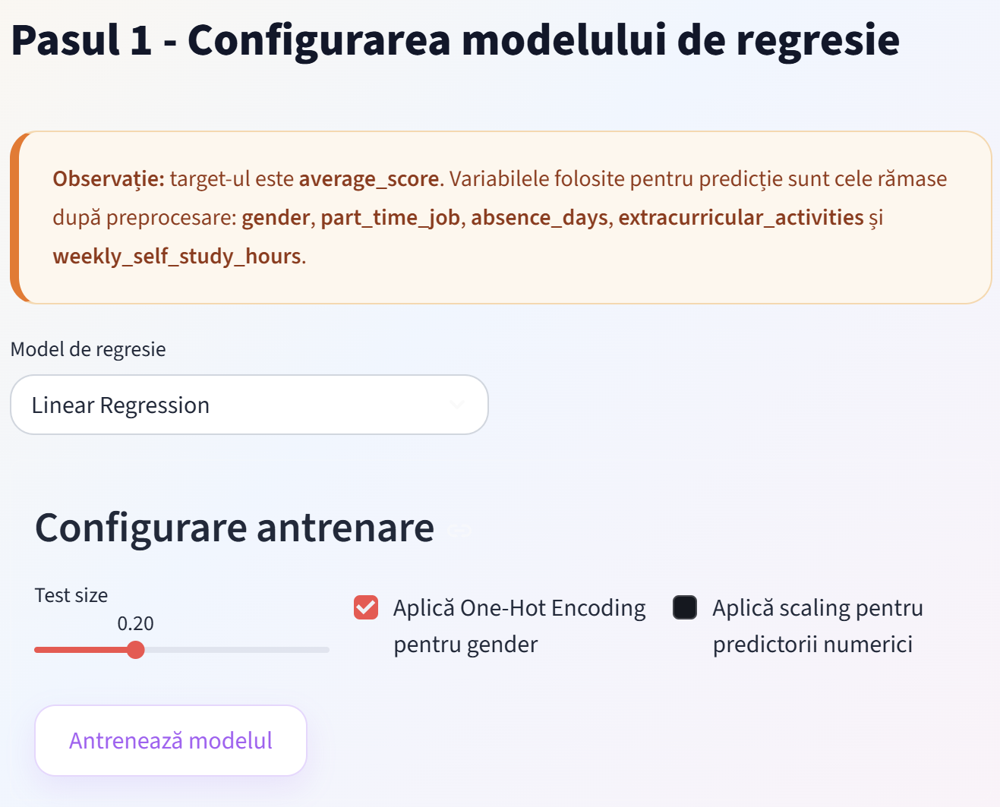 Pasul 1 - Configurarea modelului de regresie
Observație: target-ul este average_score. Variabilele folosite pentru predicție sunt cele rămase
după preprocesare: gender, part_time_job, absence_days, extracurricular_activities și
weekly_self_study_hours.
Model de regresie
Linear Regression
Configurare antrenare
Test size
0.20
Aplică One-Hot Encoding
pentru gender
Aplică scaling pentru
predictorii numerici
Antrenează modelul